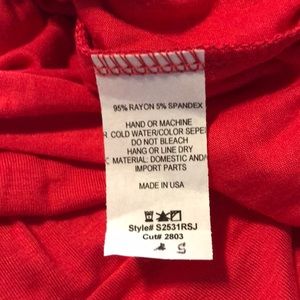 95% RAYON 5% SPANDEX
HAND OR MACHINE
COLD WATER/COLOR SEPE
DO NOT BLEACH
HANG OR LINE DRY
MATERIAL: DOMESTIC AND/
IMPORT PARTS
MADE IN USA
Style# S2531RSJ
Cut# 2803
S